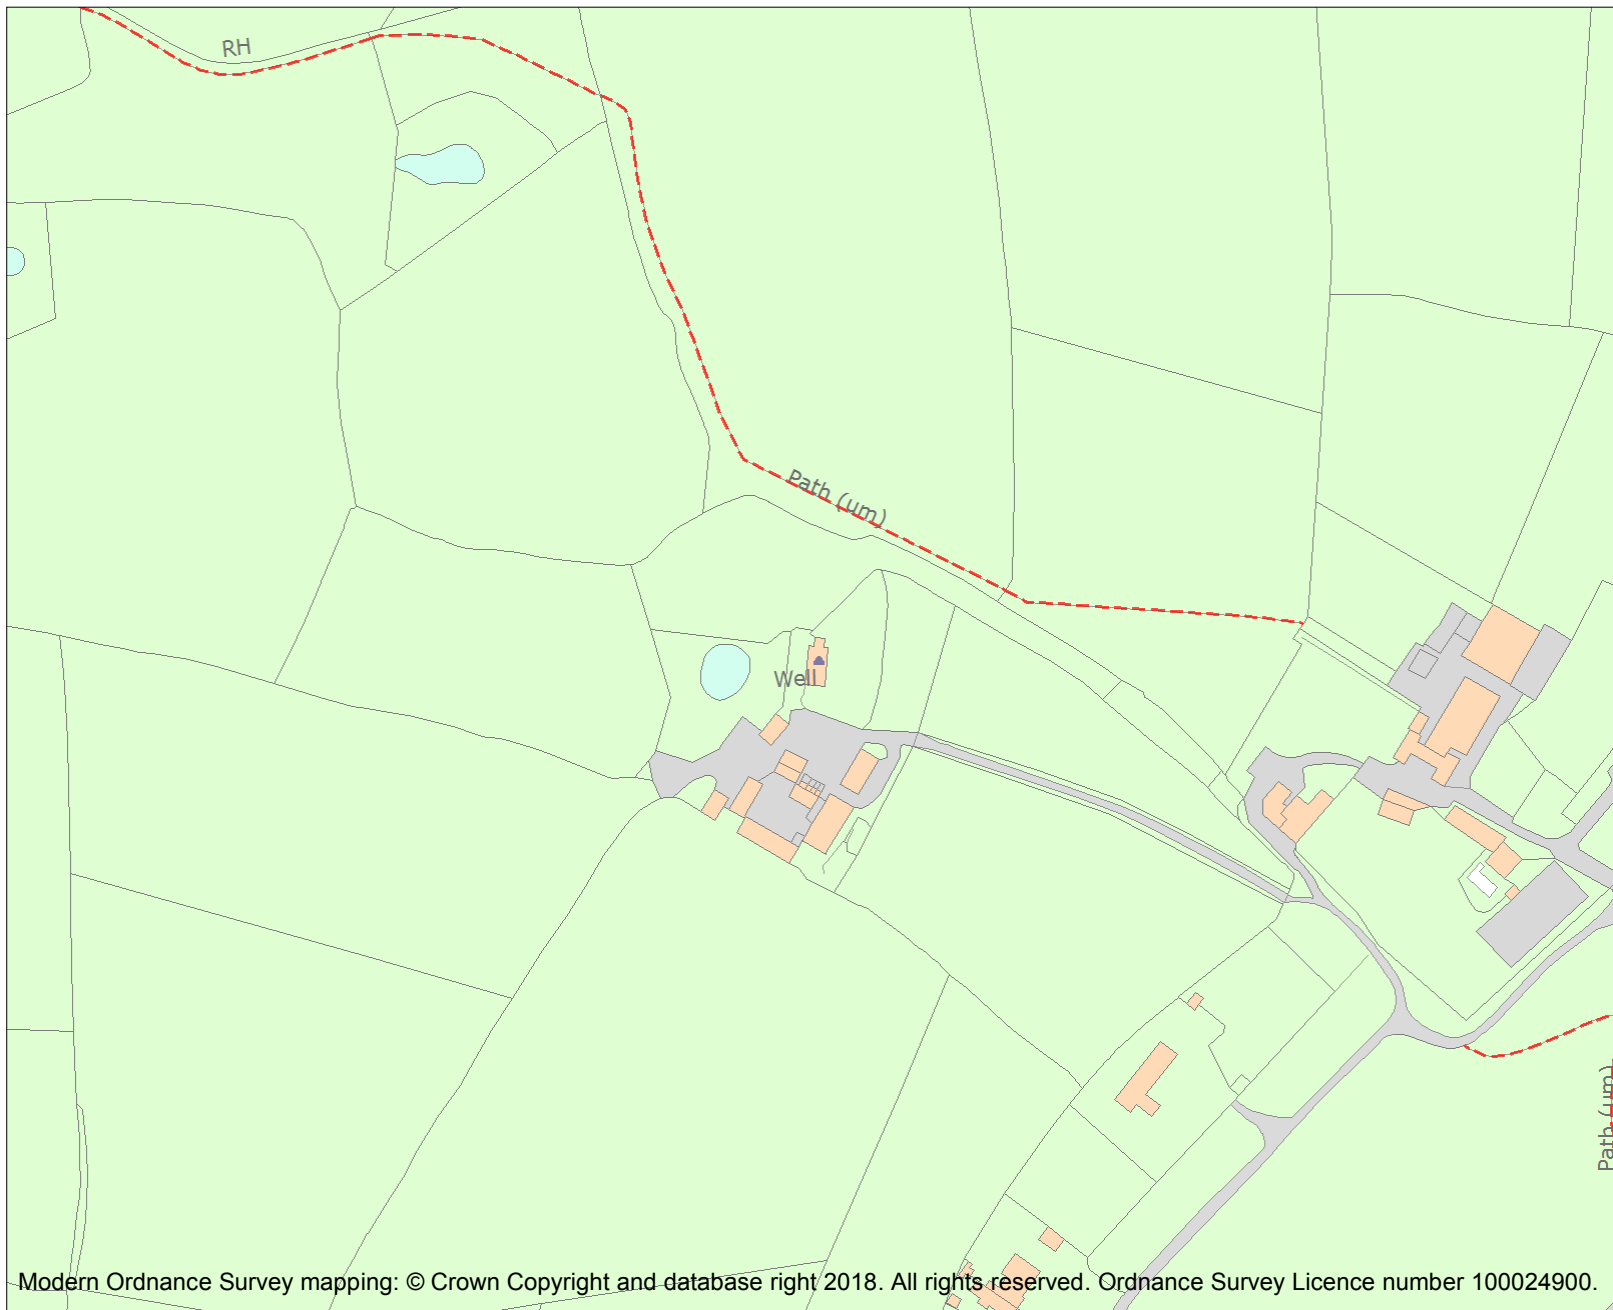 RH
Path (um)
Well
Path (um)
Modern Ordnance Survey mapping: © Crown Copyright and database right 2018. All rights reserved. Ordnance Survey Licence number 100024900.